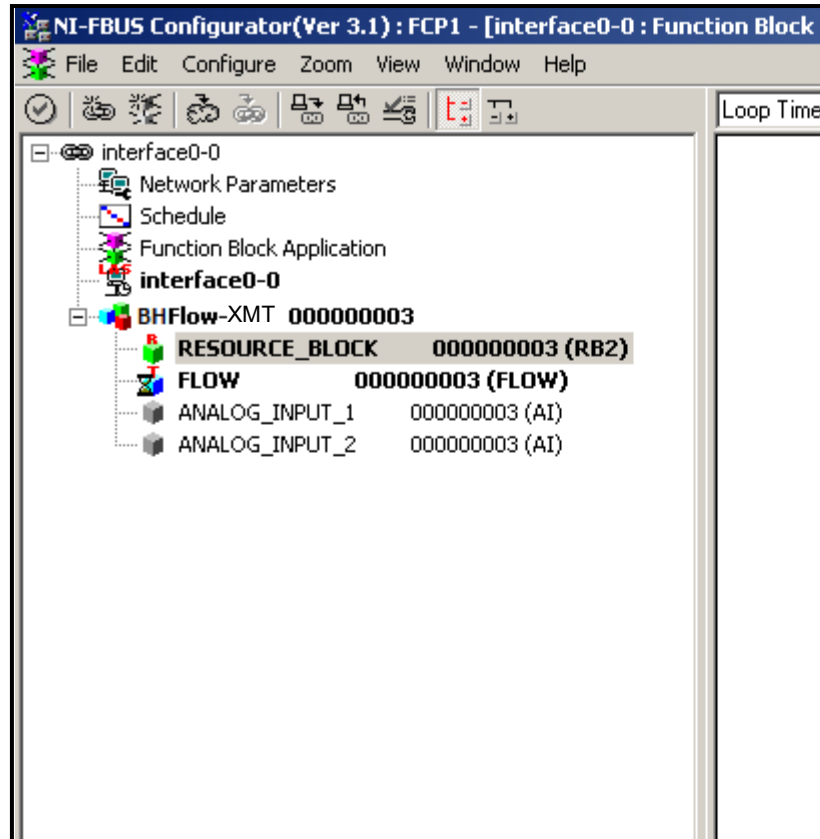 NI-FBUS Configurator(Ver 3.1) : FCP1 - [interface0-0 : Function Block
File Edit Configure Zoom View Window Help
Loop Time
interface0-0
Network Parameters
Schedule
Function Block Application
LAS
interface0-0
BHFlow-XMT 000000003
R
RESOURCE_BLOCK 000000003 (RB2)
T
FLOW 000000003 (FLOW)
ANALOG_INPUT_1 000000003 (AI)
ANALOG_INPUT_2 000000003 (AI)